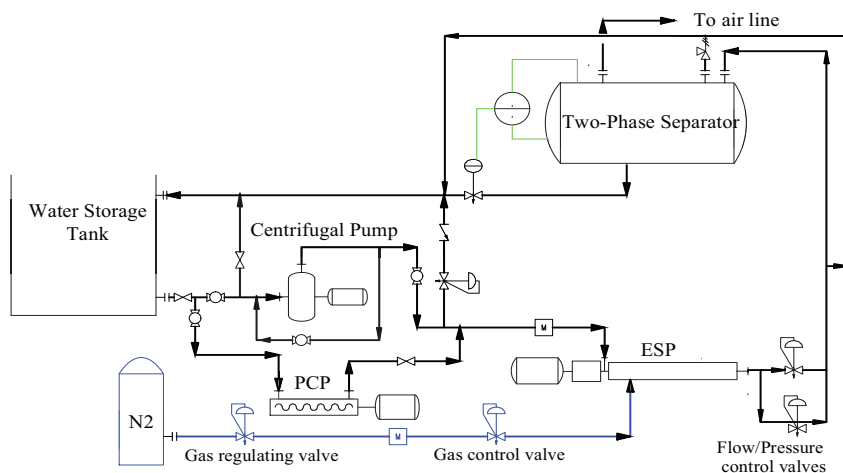 To air line
Two-Phase Separator
Water Storage
Tank
Centrifugal Pump
M
ESP
PCP
N2
M
Gas regulating valve
Gas control valve
Flow/Pressure
control valves